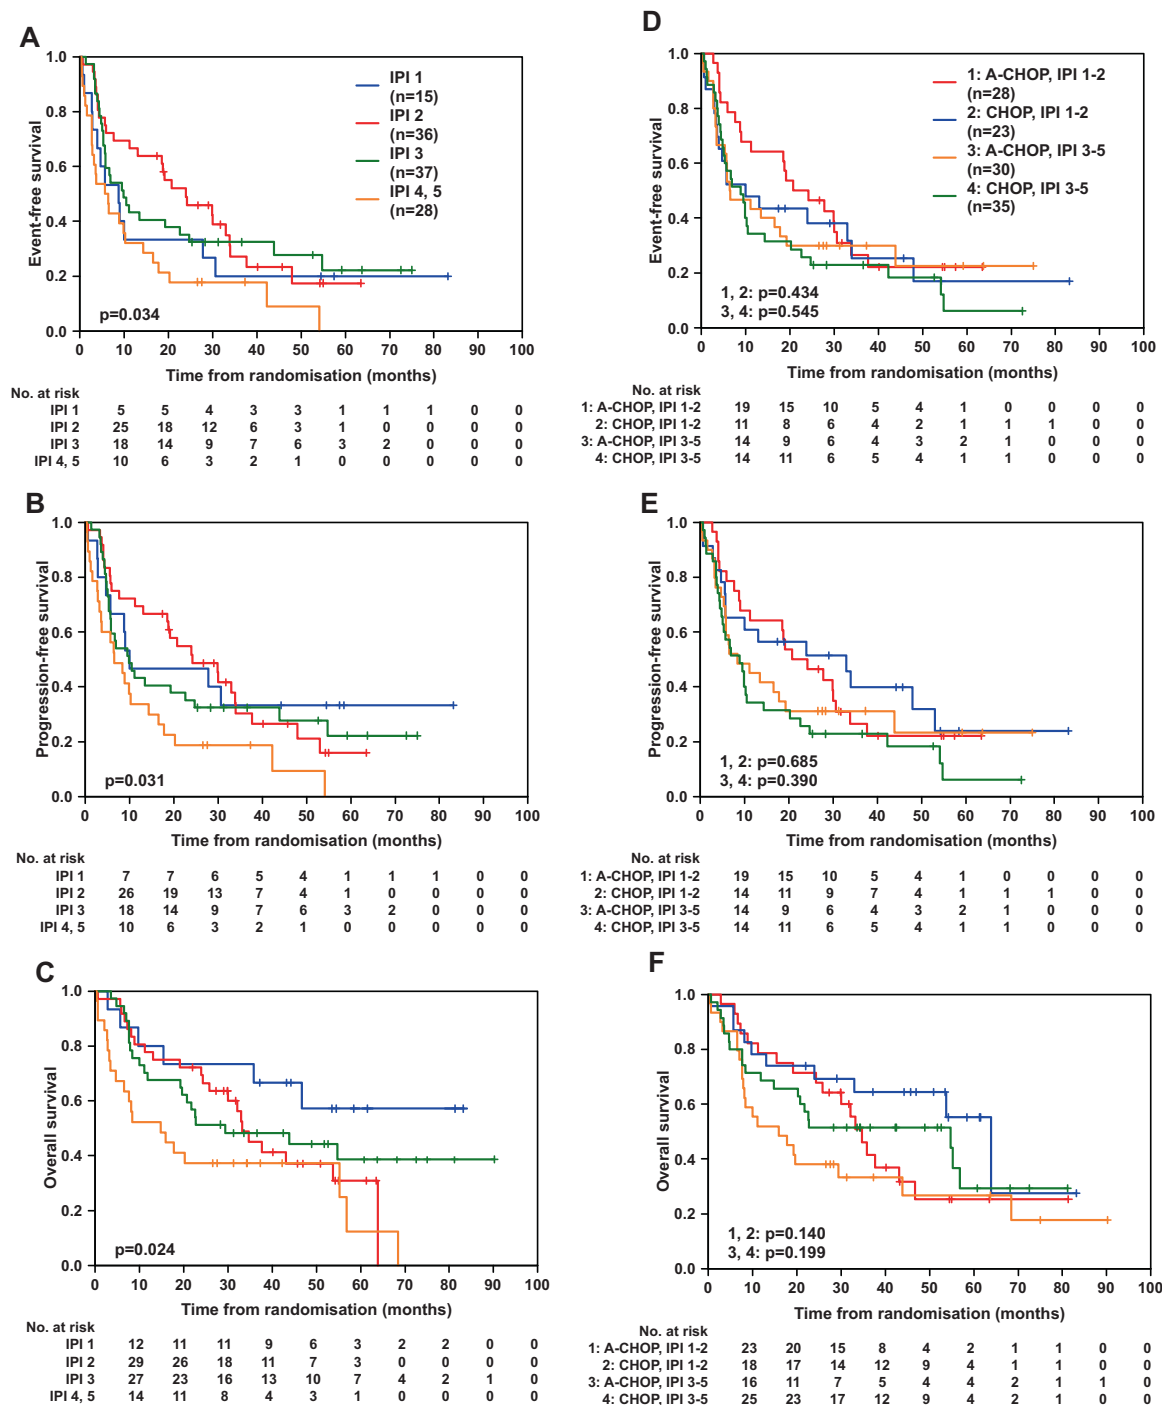 A
Event-free survival
1.0
0.8
0.6
0.4
0.2
0.0
IPI 1
(n=15)
IPI 2
(n=36)
IPI 3
(n=37)
IPI 4, 5
(n=28)
p=0.034
0 10 20 30 40 50 60 70 80 90 100
Time from randomisation (months)
No. at risk
IPI 1 5 5 4 3 3 1 1 1 0 0
IPI 2 25 18 12 6 3 1 0 0 0 0
IPI 3 18 14 9 7 6 3 2 0 0 0
IPI 4, 5 10 6 3 2 1 0 0 0 0 0
D
Event-free survival
1.0
0.8
0.6
0.4
0.2
0.0
1: A-CHOP, IPI 1-2
(n=28)
2: CHOP, IPI 1-2
(n=23)
3: A-CHOP, IPI 3-5
(n=30)
4: CHOP, IPI 3-5
(n=35)
1, 2: p=0.434
3, 4: p=0.545
0 10 20 30 40 50 60 70 80 90 100
Time from randomisation (months)
No. at risk
1: A-CHOP, IPI 1-2 19 15 10 5 4 1 0 0 0 0
2: CHOP, IPI 1-2 11 8 6 4 2 1 1 1 0 0
3: A-CHOP, IPI 3-5 14 9 6 4 3 2 1 0 0 0
4: CHOP, IPI 3-5 14 11 6 5 4 1 1 0 0 0
B
Progression-free survival
1.0
0.8
0.6
0.4
0.2
0.0
p=0.031
0 10 20 30 40 50 60 70 80 90 100
Time from randomisation (months)
No. at risk
IPI 1 7 7 6 5 4 1 1 1 0 0
IPI 2 26 19 13 7 4 1 0 0 0 0
IPI 3 18 14 9 7 6 3 2 0 0 0
IPI 4, 5 10 6 3 2 1 0 0 0 0 0
E
Progression-free survival
1.0
0.8
0.6
0.4
0.2
0.0
1, 2: p=0.685
3, 4: p=0.390
0 10 20 30 40 50 60 70 80 90 100
Time from randomisation (months)
No. at risk
1: A-CHOP, IPI 1-2 19 15 10 5 4 1 0 0 0 0
2: CHOP, IPI 1-2 14 11 9 7 4 1 1 1 0 0
3: A-CHOP, IPI 3-5 14 9 6 4 3 2 1 0 0 0
4: CHOP, IPI 3-5 14 11 6 5 4 1 1 0 0 0
C
Overall survival
1.0
0.8
0.6
0.4
0.2
0.0
p=0.024
0 10 20 30 40 50 60 70 80 90 100
Time from randomisation (months)
No. at risk
IPI 1 12 11 11 9 6 3 2 2 0 0
IPI 2 29 26 18 11 7 3 0 0 0 0
IPI 3 27 23 16 13 10 7 4 2 1 0
IPI 4, 5 14 11 8 4 3 1 0 0 0 0
F
Overall survival
1.0
0.8
0.6
0.4
0.2
0.0
1, 2: p=0.140
3, 4: p=0.199
0 10 20 30 40 50 60 70 80 90 100
Time from randomisation (months)
No. at risk
1: A-CHOP, IPI 1-2 23 20 15 8 4 2 1 1 0 0
2: CHOP, IPI 1-2 18 17 14 12 9 4 1 1 0 0
3: A-CHOP, IPI 3-5 16 11 7 5 4 4 2 1 1 0
4: CHOP, IPI 3-5 25 23 17 12 9 4 2 1 0 0